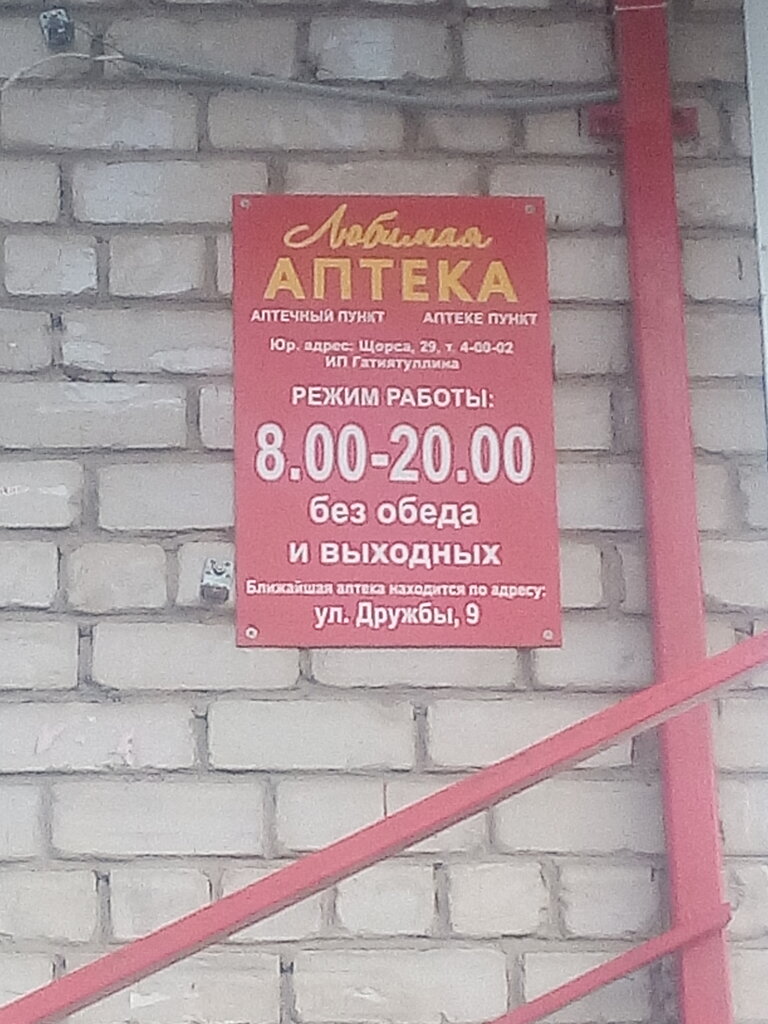 Любимая
АПТЕКА
АПТЕЧНЫЙ ПУНКТ АПТЕКЕ ПУНКТ
Юр. адрес: Щорса, 29, т. 4-00-02
ИП Гатиятуллина
РЕЖИМ РАБОТЫ:
8.00-20.00
без обеда
и выходных
Ближайшая аптека находится по адресу:
ул. Дружбы, 9